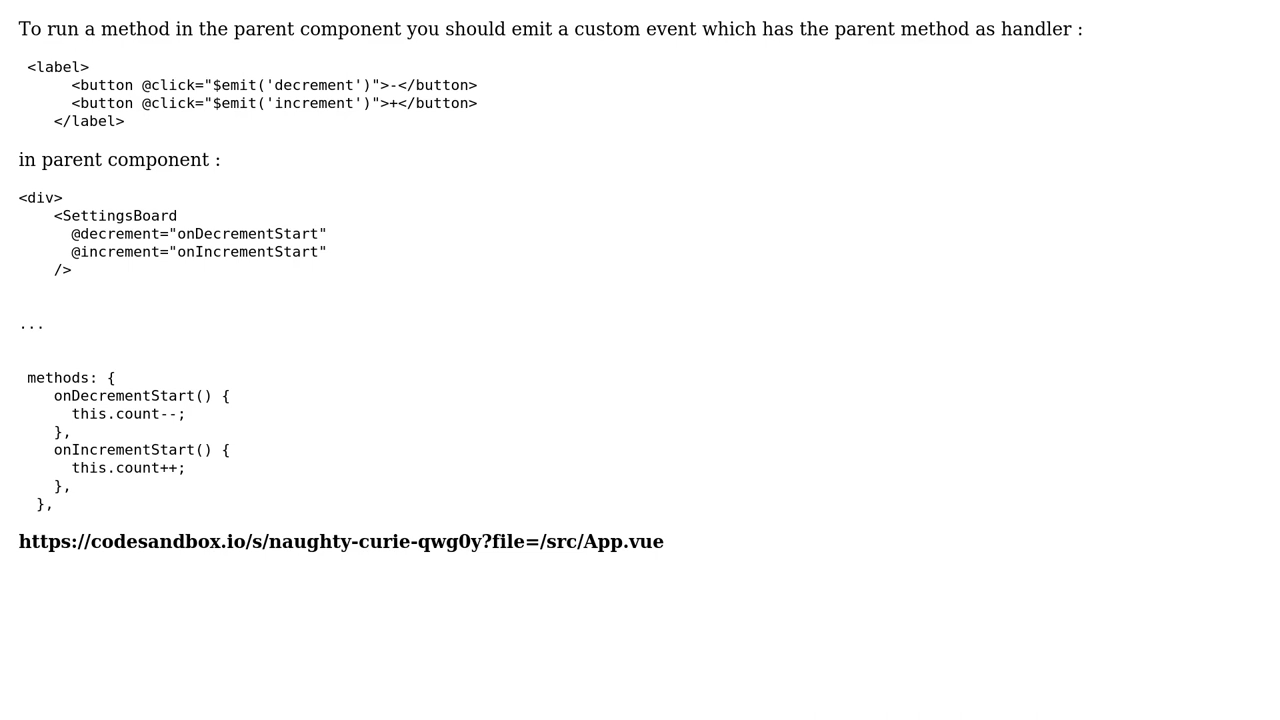 To run a method in the parent component you should emit a custom event which has the parent method as handler :
<label>
<button @click="$emit('decrement')">-</button>
<button @click="$emit('increment')">+</button>
</label>
in parent component :
<div>
<SettingsBoard
@decrement="onDecrementStart"
@increment="onIncrementStart"
/>
...
methods: {
onDecrementStart() {
this.count--;
},
onIncrementStart() {
this.count++;
},
},
https://codesandbox.io/s/naughty-curie-qwg0y?file=/src/App.vue